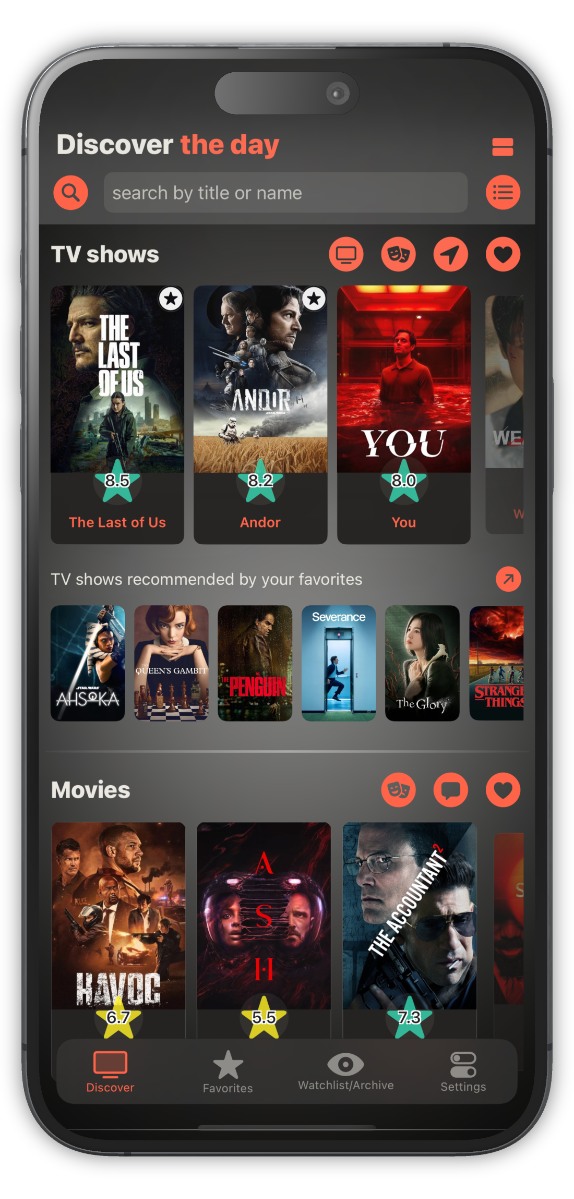 Discover the day
search by title or name
TV shows
THE
LAST
OF US
ANDOR
YOU
WE
8.5
8.2
8.0
The Last of Us
Andor
You
W
TV shows recommended by your favorites
STAR WARS
AHSOKA
QUEEN'S GAMBIT
THE
PENGUIN
Severance
The Glory
STRANGE
THINGS
Movies
HAVOC
A
S
H
THE ACCOUNTANT 2
S
6.7
5.5
7.3
Discover
Favorites
Watchlist/Archive
Settings